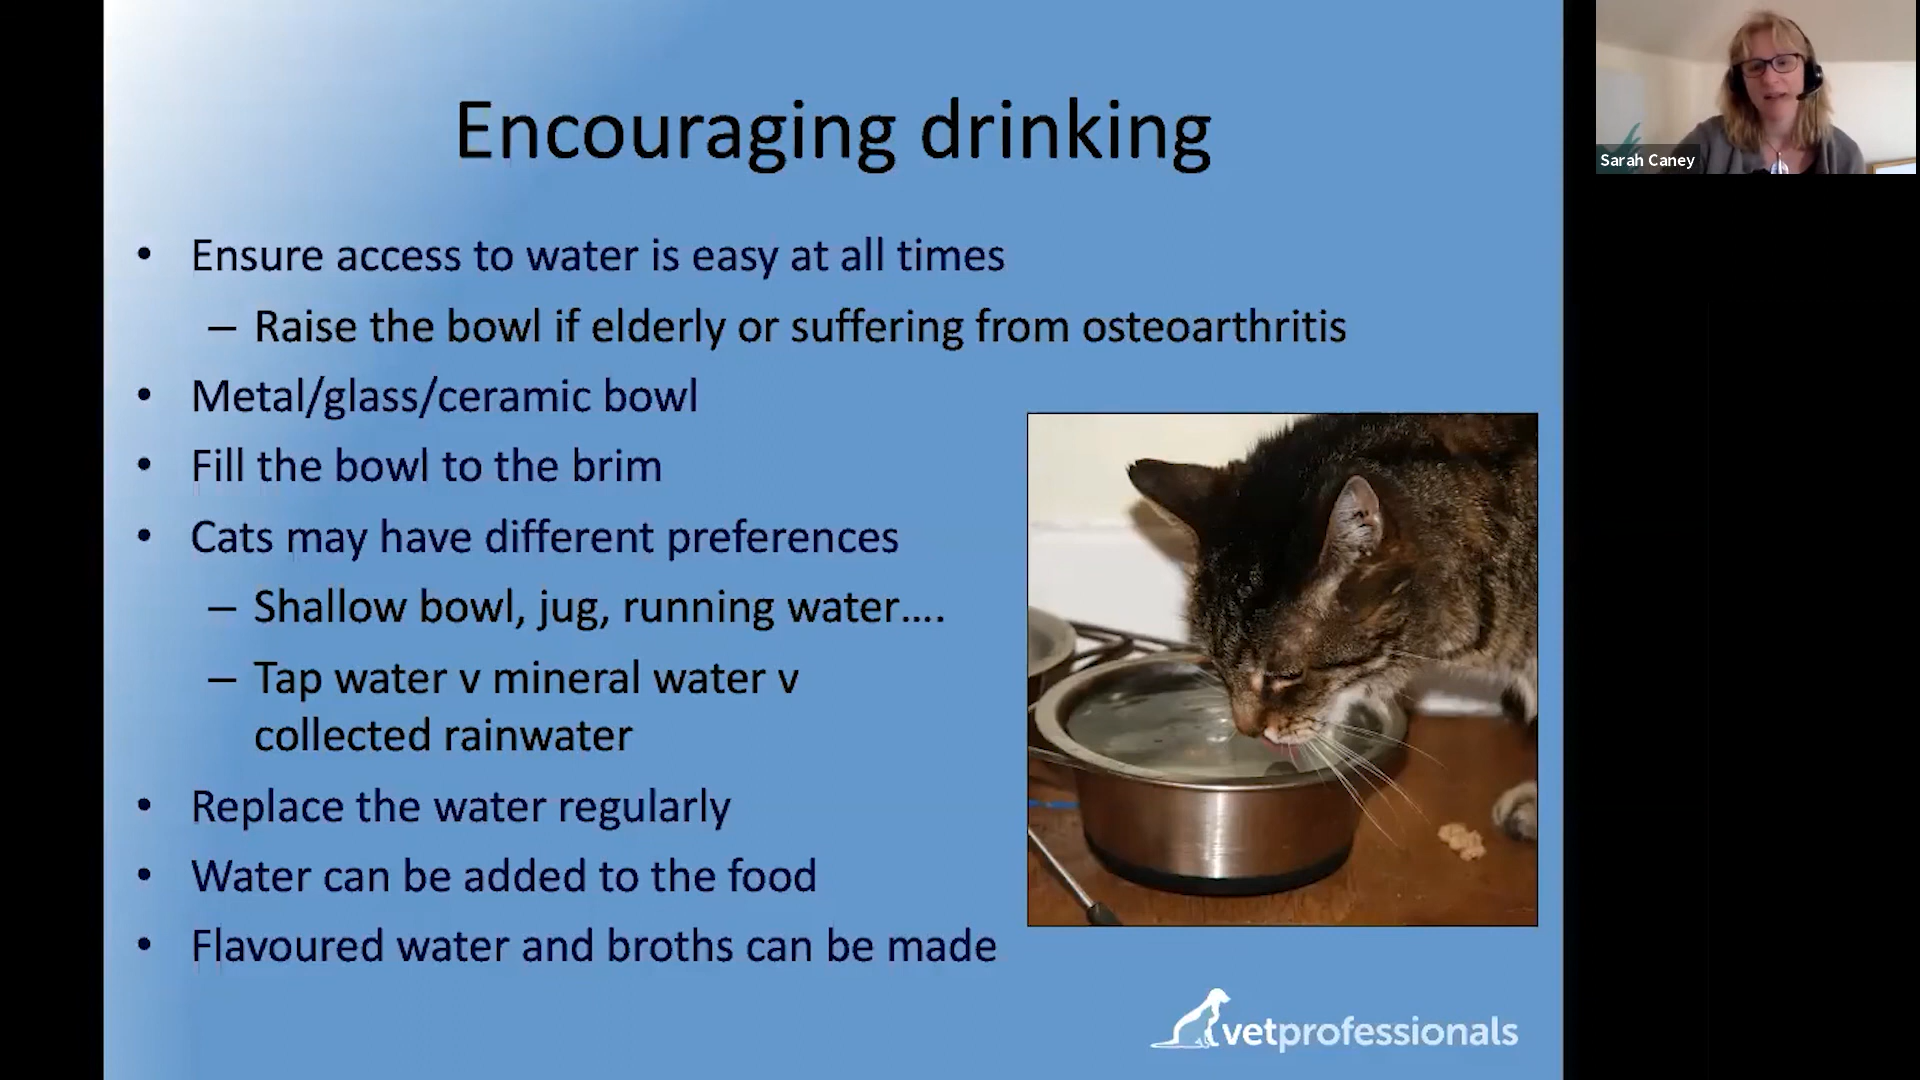 Encouraging drinking
• Ensure access to water is easy at all times
– Raise the bowl if elderly or suffering from osteoarthritis
• Metal/glass/ceramic bowl
• Fill the bowl to the brim
• Cats may have different preferences
– Shallow bowl, jug, running water....
– Tap water v mineral water v
collected rainwater
• Replace the water regularly
• Water can be added to the food
• Flavoured water and broths can be made
vetprofessionals
Sarah Caney